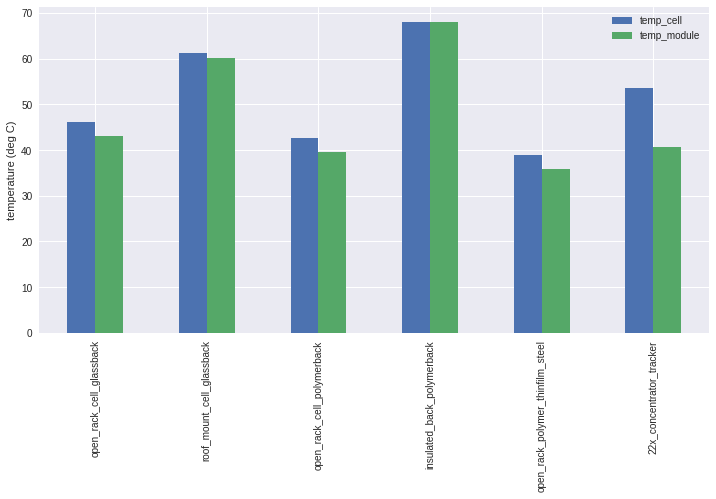 70
60
50
40
30
20
10
0
temperature (deg C)
temp_cell
temp_module
open_rack_cell_glassback
roof_mount_cell_glassback
open_rack_cell_polymerback
insulated_back_polymerback
open_rack_polymer_thinfilm_steel
22x_concentrator_tracker